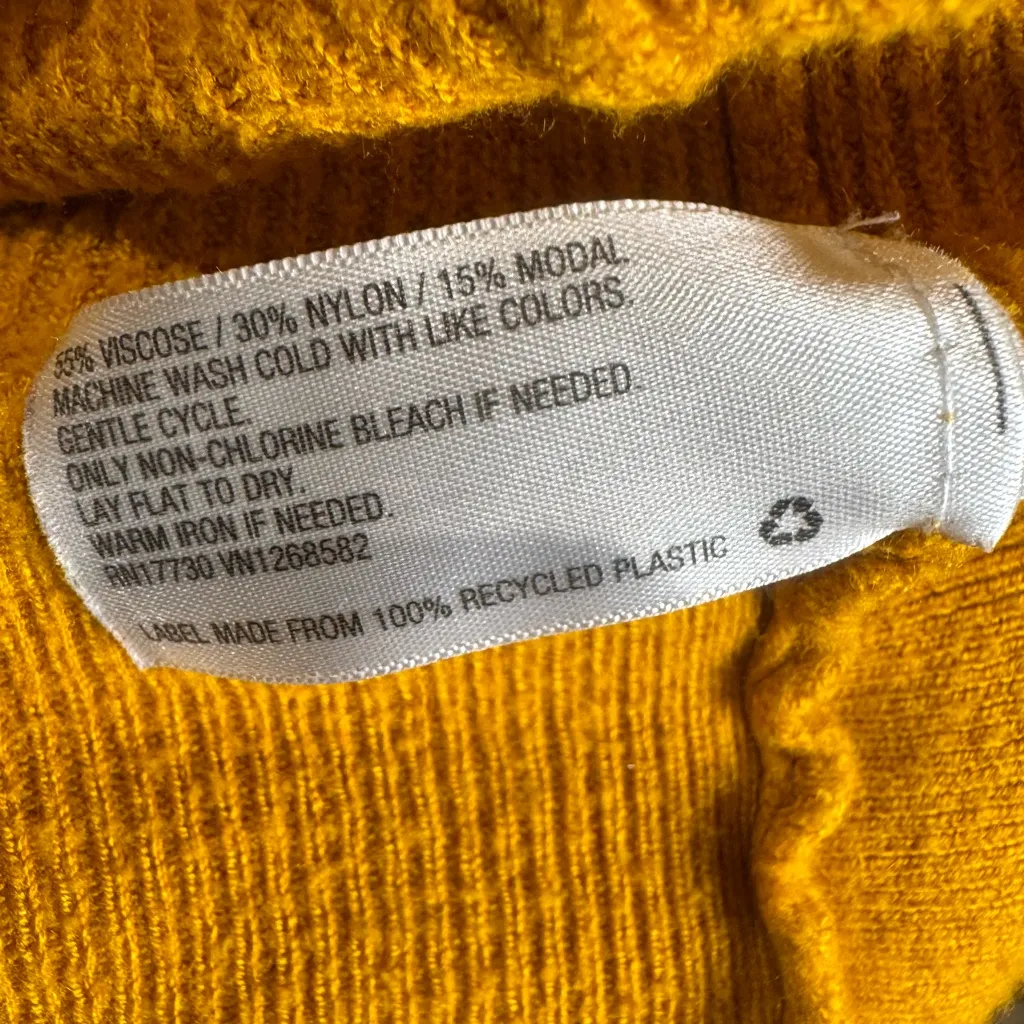 55% VISCOSE / 30% NYLON / 15% MODAL
MACHINE WASH COLD WITH LIKE COLORS.
GENTLE CYCLE.
ONLY NON-CHLORINE BLEACH IF NEEDED.
LAY FLAT TO DRY.
WARM IRON IF NEEDED.
RN17730 VN1268582
LABEL MADE FROM 100% RECYCLED PLASTIC